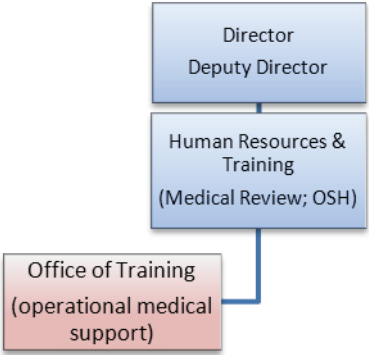 Director
Deputy Director
Human Resources &
Training
(Medical Review; OSH)
Office of Training
(operational medical
support)